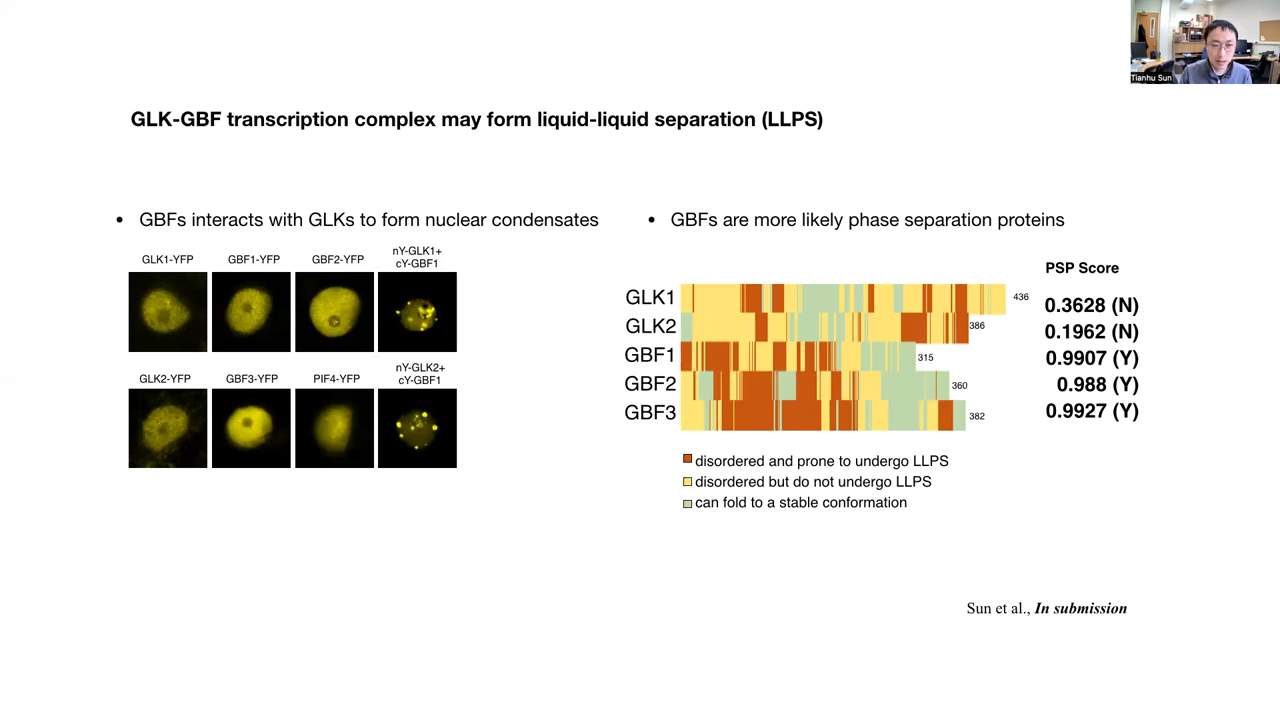 Tianhu Sun
GLK-GBF transcription complex may form liquid-liquid separation (LLPS)
• GBFs interacts with GLKs to form nuclear condensates
GLK1-YFP
GBF1-YFP
GBF2-YFP
nY-GLK1+
cY-GBF1
GLK2-YFP
GBF3-YFP
PIF4-YFP
nY-GLK2+
cY-GBF1
• GBFs are more likely phase separation proteins
PSP Score
GLK1 436 0.3628 (N)
GLK2 386 0.1962 (N)
GBF1 315 0.9907 (Y)
GBF2 360 0.988 (Y)
GBF3 382 0.9927 (Y)
disordered and prone to undergo LLPS
disordered but do not undergo LLPS
can fold to a stable conformation
Sun et al., In submission